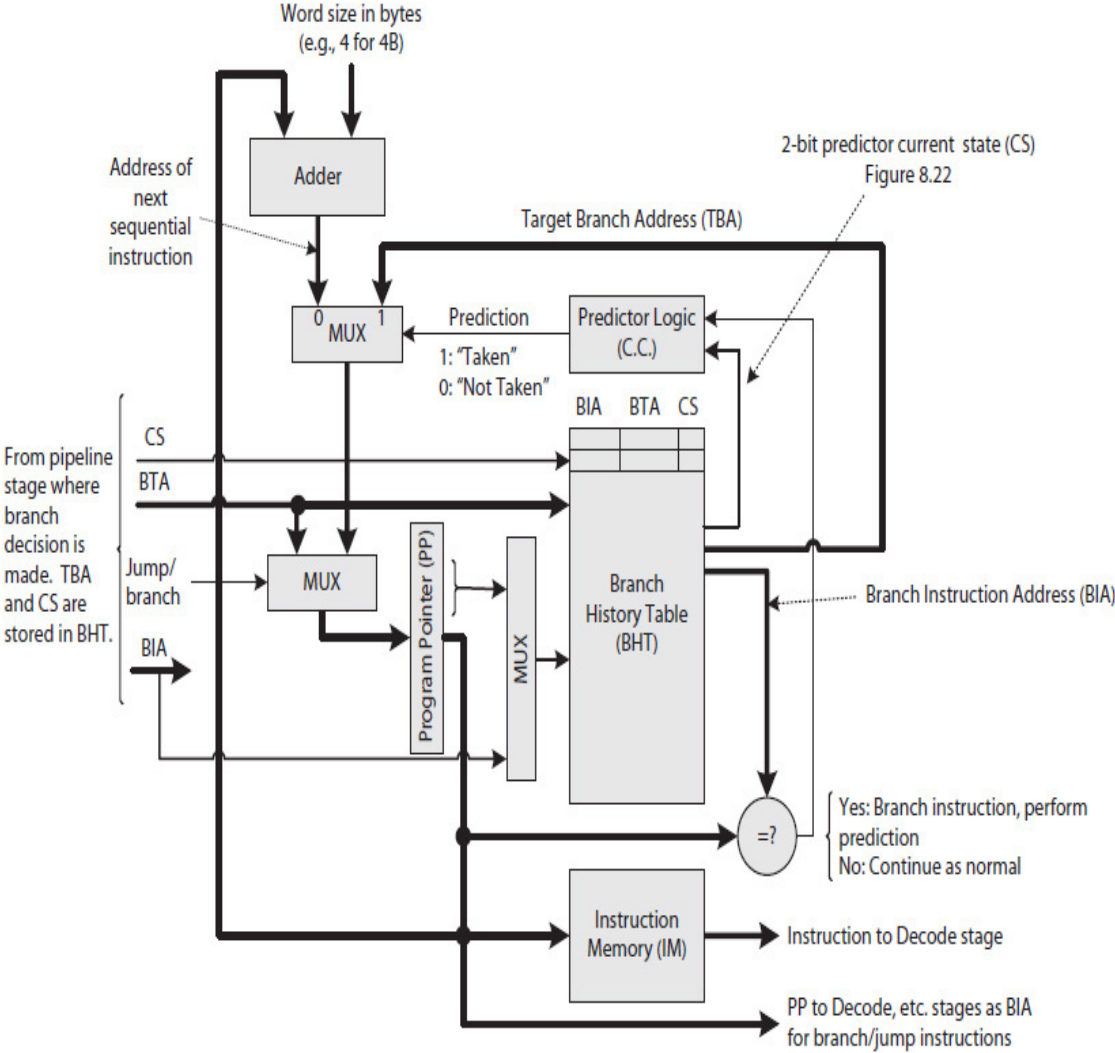 Word size in bytes
(e.g., 4 for 4B)
Adder
Address of
next
sequential
instruction
2-bit predictor current state (CS)
Figure 8.22
Target Branch Address (TBA)
0 1
MUX
Prediction
1: “Taken”
0: “Not Taken”
Predictor Logic
(C.C.)
BIA BTA CS
From pipeline
stage where
branch
decision is
made. TBA
and CS are
stored in BHT.
CS
BTA
Jump/
branch
BIA
MUX
Program Pointer (PP)
MUX
Branch
History Table
(BHT)
Branch Instruction Address (BIA)
=?
Yes: Branch instruction, perform
prediction
No: Continue as normal
Instruction
Memory (IM)
Instruction to Decode stage
PP to Decode, etc. stages as BIA
for branch/jump instructions